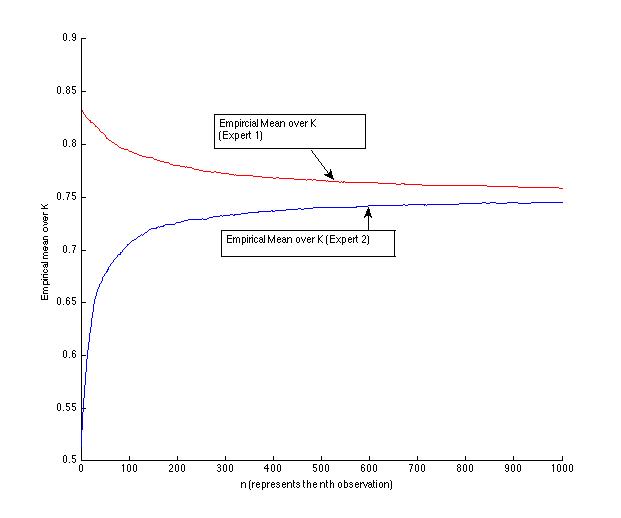 0.9
0.85
0.8
0.75
0.7
0.65
0.6
0.55
0.5
Empirical mean over K
Empircial Mean over K
(Expert 1)
Empirical Mean over K (Expert 2)
0 100 200 300 400 500 600 700 800 900 1000
n (represents the nth observation)